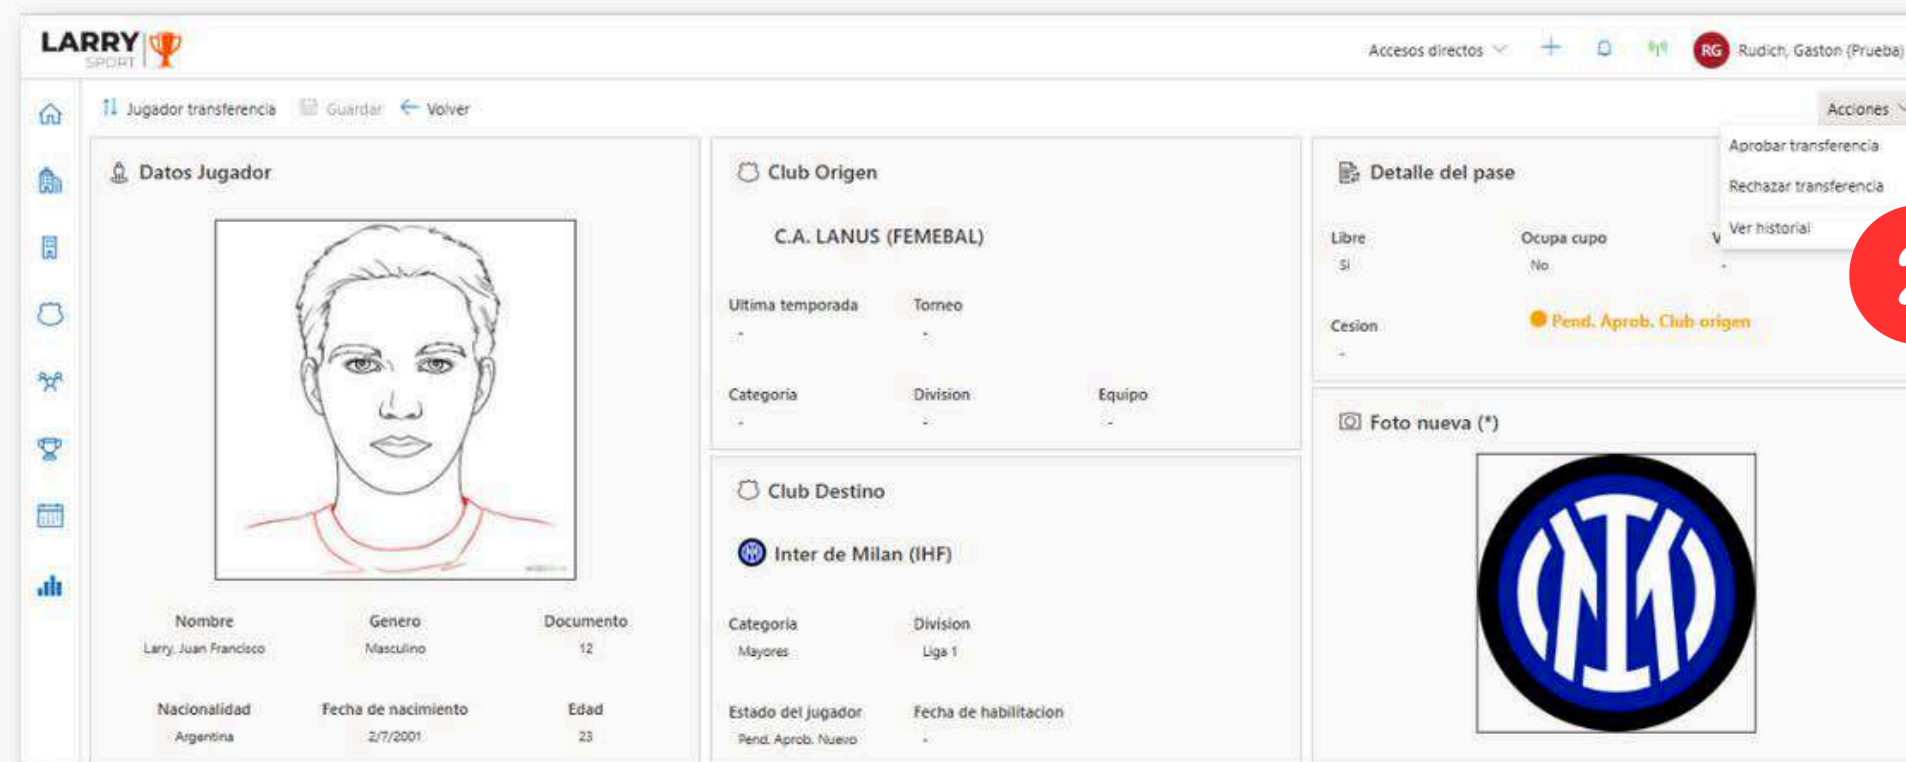 LARRY
SPORT
Accesos directos
RG Rudich, Gaston (Prueba)
Jugador transferencia Guardar Volver
Acciones
Aprobar transferencia
Rechazar transferencia
Ver historial
Datos Jugador
Nombre Genero Documento
Larry, Juan Francisco Masculino 12
Nacionalidad Fecha de nacimiento Edad
Argentina 2/7/2001 23
Club Origen
C.A. LANUS (FEMEBAL)
Ultima temporada Torneo
- -
Categoria Division Equipo
- - -
Club Destino
Inter de Milan (IHF)
Categoria Division
Mayores Liga 1
Estado del jugador Fecha de habilitacion
Pend. Aprob. Nuevo -
Detalle del pase
Libre Ocupa cupo
Si No -
Cesion Pend. Aprob. Club origen
-
Foto nueva (*)